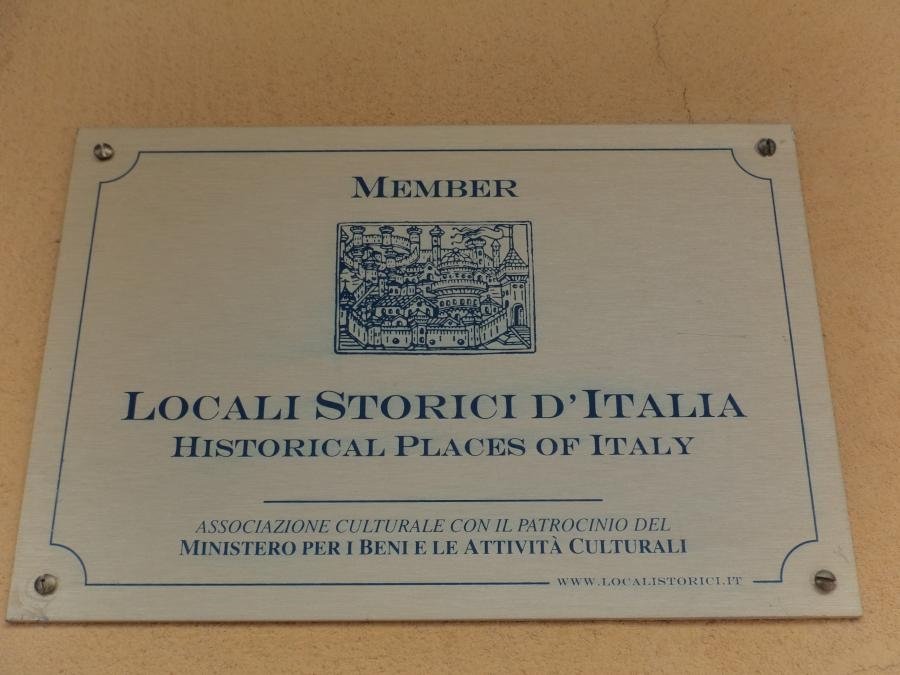 MEMBER
LOCALI STORICI D'ITALIA
HISTORICAL PLACES OF ITALY
ASSOCIAZIONE CULTURALE CON IL PATROCINIO DEL
MINISTERO PER I BENI E LE ATTIVITÀ CULTURALI
WWW.LOCALISTORICI.IT